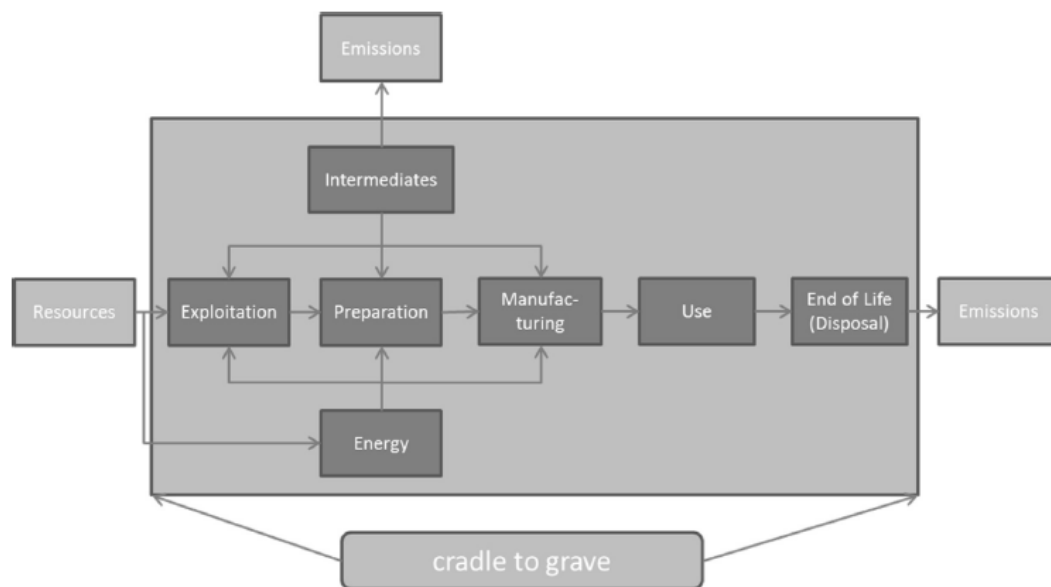 Emissions
Intermediates
Resources
Exploitation
Preparation
Manufac-
turing
Use
End of Life
(Disposal)
Emissions
Energy
cradle to grave